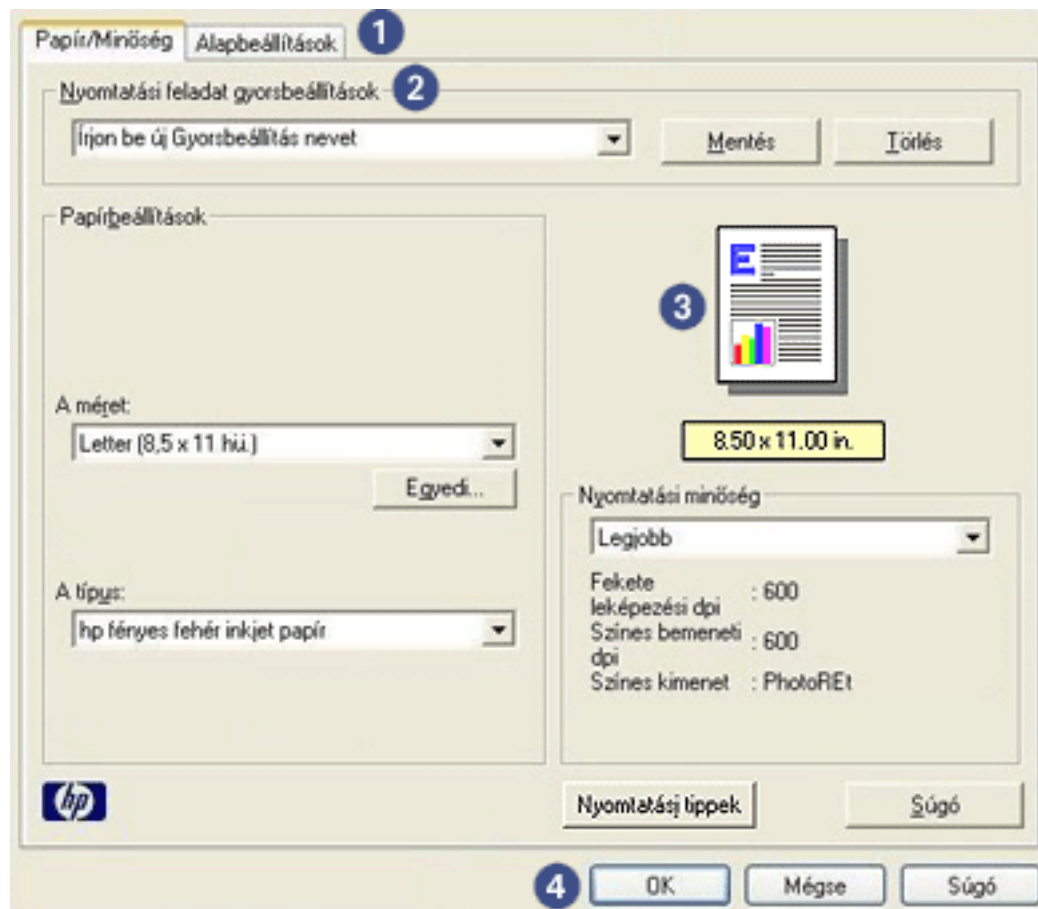 Papír/Minőség Alapbeállítások 1
Nyomtatási feladat gyorsbeállítások 2
Írjon be új Gyorsbeállítás nevet Mentés Törlés
Papírbeállítások
E
3
A méret:
Letter (8,5 x 11 hü.)
8.50 x 11.00 in.
Egyedi...
Nyomtatási minőség
Legjobb
A típus:
hp fényes fehér inkjet papír
Fekete
leképezési dpi : 600
Színes bemeneti
dpi : 600
Színes kimenet : PhotoREt
hp
Nyomtatási tippek Súgó
4 OK Mégse Súgó